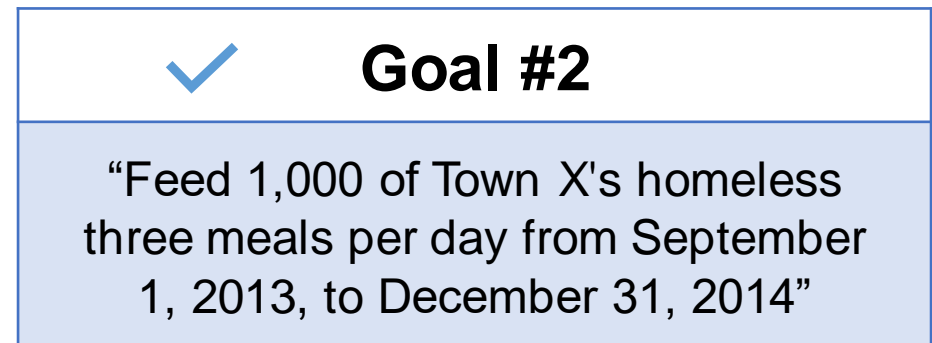 Goal #2
“Feed 1,000 of Town X's homeless
three meals per day from September
1, 2013, to December 31, 2014”